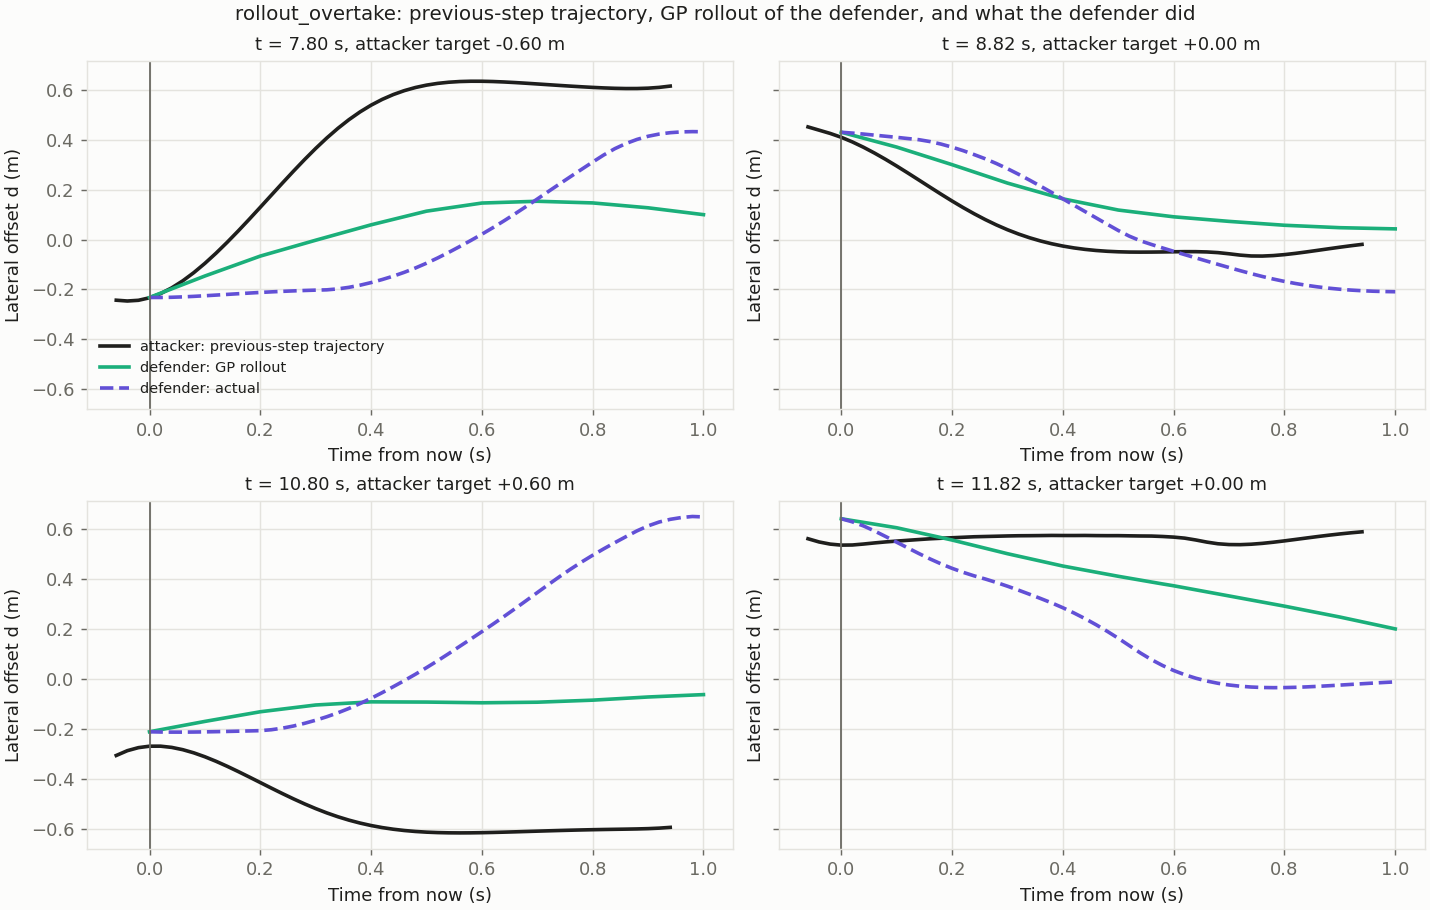 rollout_overtake: previous-step trajectory, GP rollout of the defender, and what the defender did
t = 7.80 s, attacker target -0.60 m
Lateral offset d (m)
0.6
0.4
0.2
0.0
−0.2
−0.4
−0.6
attacker: previous-step trajectory
defender: GP rollout
defender: actual
0.0 0.2 0.4 0.6 0.8 1.0
Time from now (s)
t = 8.82 s, attacker target +0.00 m
Lateral offset d (m)
0.0 0.2 0.4 0.6 0.8 1.0
Time from now (s)
t = 10.80 s, attacker target +0.60 m
Lateral offset d (m)
0.6
0.4
0.2
0.0
−0.2
−0.4
−0.6
0.0 0.2 0.4 0.6 0.8 1.0
Time from now (s)
t = 11.82 s, attacker target +0.00 m
Lateral offset d (m)
0.0 0.2 0.4 0.6 0.8 1.0
Time from now (s)